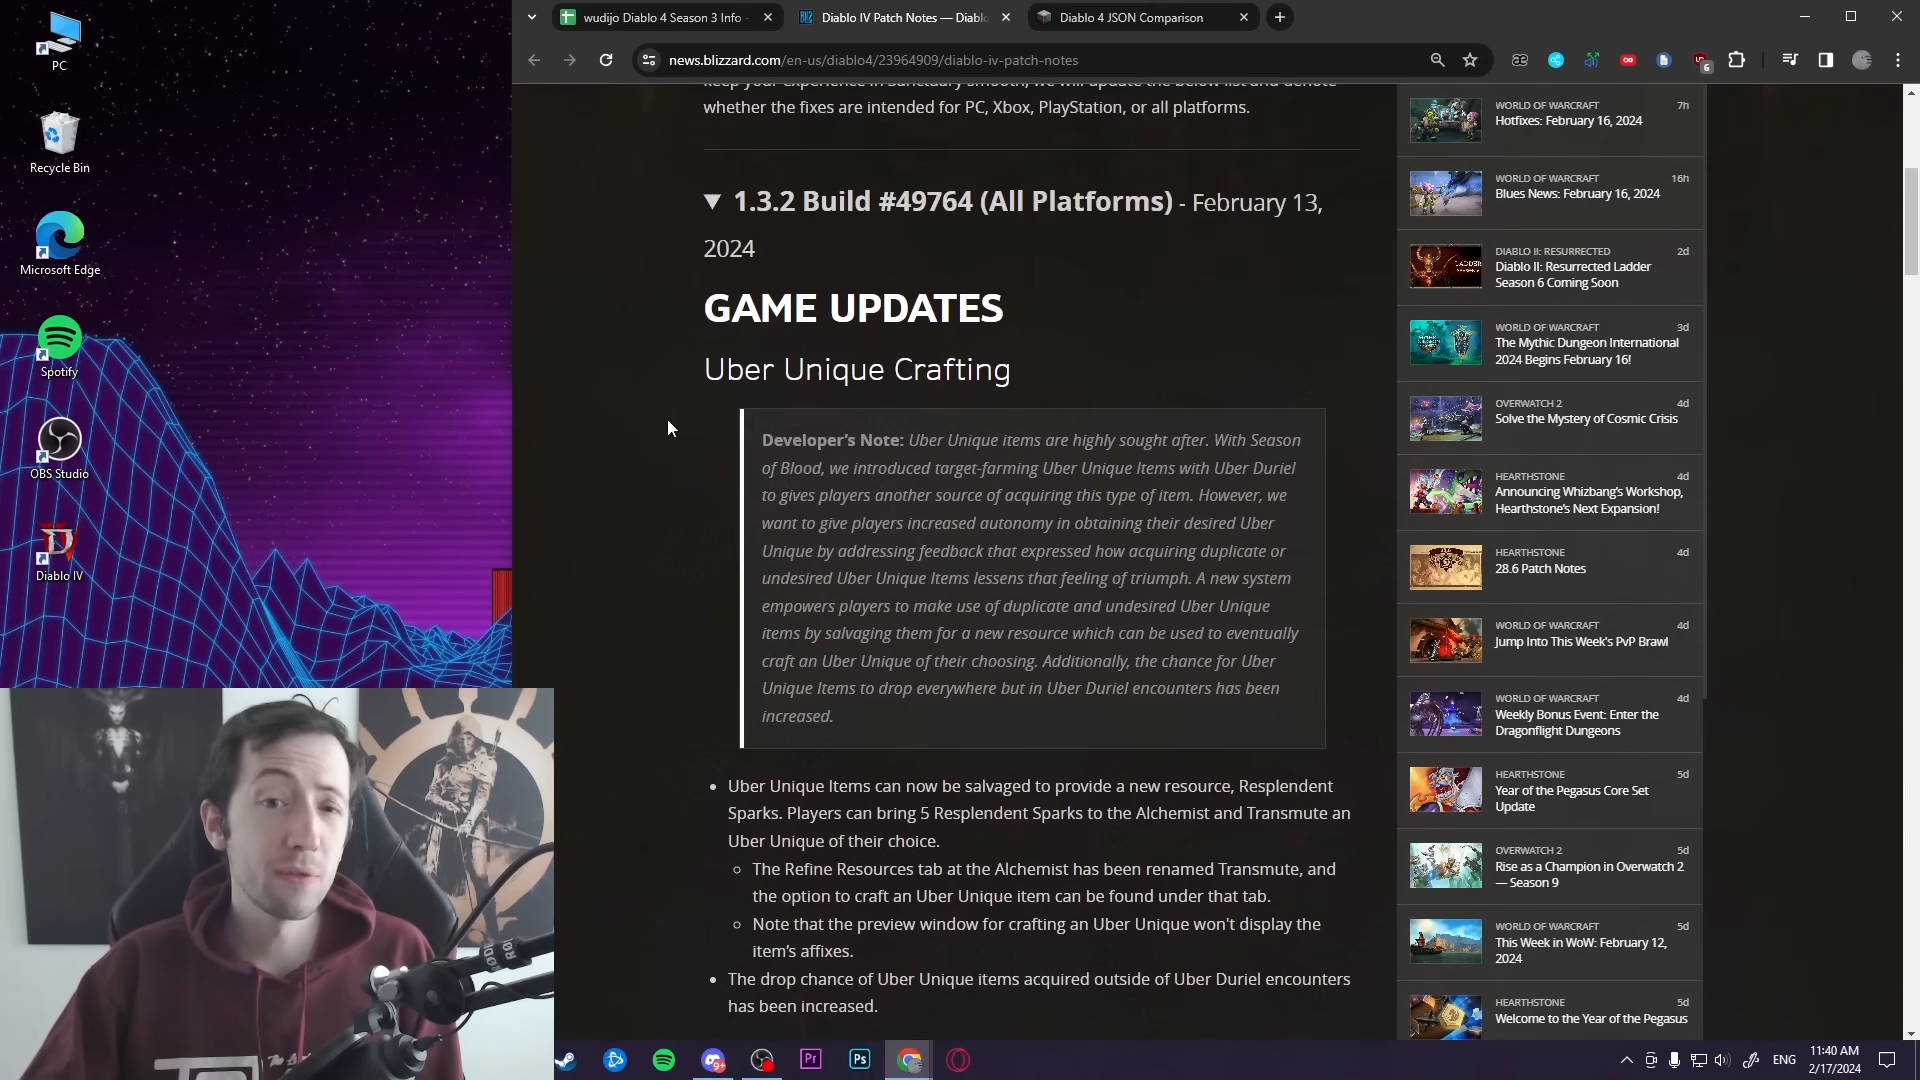 PC
Recycle Bin
Microsoft Edge
Spotify
OBS Studio
Diablo IV
wudijo Diablo 4 Season 3 Info -
Diablo IV Patch Notes — Diablo
Diablo 4 JSON Comparison
news.blizzard.com/en-us/diablo4/23964909/diablo-iv-patch-notes
6
whether the fixes are intended for PC, Xbox, PlayStation, or all platforms.
▼ 1.3.2 Build #49764 (All Platforms) - February 13,
2024
GAME UPDATES
Uber Unique Crafting
Developer's Note: Uber Unique items are highly sought after. With Season
of Blood, we introduced target-farming Uber Unique Items with Uber Duriel
to gives players another source of acquiring this type of item. However, we
want to give players increased autonomy in obtaining their desired Uber
Unique by addressing feedback that expressed how acquiring duplicate or
undesired Uber Unique Items lessens that feeling of triumph. A new system
empowers players to make use of duplicate and undesired Uber Unique
items by salvaging them for a new resource which can be used to eventually
craft an Uber Unique of their choosing. Additionally, the chance for Uber
Unique Items to drop everywhere but in Uber Duriel encounters has been
increased.
• Uber Unique Items can now be salvaged to provide a new resource, Resplendent
Sparks. Players can bring 5 Resplendent Sparks to the Alchemist and Transmute an
Uber Unique of their choice.
◦ The Refine Resources tab at the Alchemist has been renamed Transmute, and
the option to craft an Uber Unique item can be found under that tab.
◦ Note that the preview window for crafting an Uber Unique won't display the
item's affixes.
• The drop chance of Uber Unique items acquired outside of Uber Duriel encounters
has been increased.
WORLD OF WARCRAFT 7h
Hotfixes: February 16, 2024
WORLD OF WARCRAFT 16h
Blues News: February 16, 2024
DIABLO II: RESURRECTED 2d
Diablo II: Resurrected Ladder
Season 6 Coming Soon
WORLD OF WARCRAFT 3d
The Mythic Dungeon International
2024 Begins February 16!
OVERWATCH 2 4d
Solve the Mystery of Cosmic Crisis
HEARTHSTONE 4d
Announcing Whizbang's Workshop,
Hearthstone's Next Expansion!
HEARTHSTONE 4d
28.6 Patch Notes
WORLD OF WARCRAFT 4d
Jump Into This Week's PvP Brawl
WORLD OF WARCRAFT 4d
Weekly Bonus Event: Enter the
Dragonflight Dungeons
HEARTHSTONE 5d
Year of the Pegasus Core Set
Update
OVERWATCH 2 5d
Rise as a Champion in Overwatch 2
— Season 9
WORLD OF WARCRAFT 5d
This Week in WoW: February 12,
2024
HEARTHSTONE 5d
Welcome to the Year of the Pegasus
RØDE
9+
Pr
Ps
ENG
11:40 AM
2/17/2024